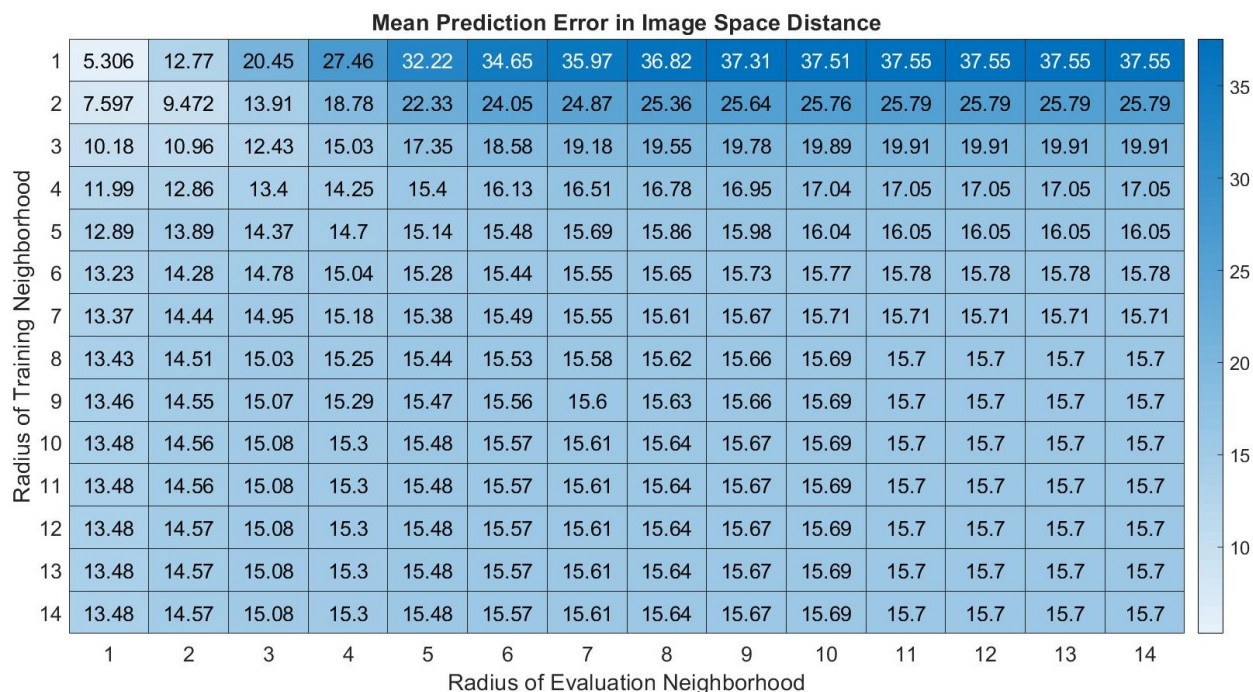 Mean Prediction Error in Image Space Distance
1 5.306 12.77 20.45 27.46 32.22 34.65 35.97 36.82 37.31 37.51 37.55 37.55 37.55 37.55
2 7.597 9.472 13.91 18.78 22.33 24.05 24.87 25.36 25.64 25.76 25.79 25.79 25.79 25.79
3 10.18 10.96 12.43 15.03 17.35 18.58 19.18 19.55 19.78 19.89 19.91 19.91 19.91 19.91
4 11.99 12.86 13.4 14.25 15.4 16.13 16.51 16.78 16.95 17.04 17.05 17.05 17.05 17.05
5 12.89 13.89 14.37 14.7 15.14 15.48 15.69 15.86 15.98 16.04 16.05 16.05 16.05 16.05
6 13.23 14.28 14.78 15.04 15.28 15.44 15.55 15.65 15.73 15.77 15.78 15.78 15.78 15.78
7 13.37 14.44 14.95 15.18 15.38 15.49 15.55 15.61 15.67 15.71 15.71 15.71 15.71 15.71
8 13.43 14.51 15.03 15.25 15.44 15.53 15.58 15.62 15.66 15.69 15.7 15.7 15.7 15.7
9 13.46 14.55 15.07 15.29 15.47 15.56 15.6 15.63 15.66 15.69 15.7 15.7 15.7 15.7
10 13.48 14.56 15.08 15.3 15.48 15.57 15.61 15.64 15.67 15.69 15.7 15.7 15.7 15.7
11 13.48 14.56 15.08 15.3 15.48 15.57 15.61 15.64 15.67 15.69 15.7 15.7 15.7 15.7
12 13.48 14.57 15.08 15.3 15.48 15.57 15.61 15.64 15.67 15.69 15.7 15.7 15.7 15.7
13 13.48 14.57 15.08 15.3 15.48 15.57 15.61 15.64 15.67 15.69 15.7 15.7 15.7 15.7
14 13.48 14.57 15.08 15.3 15.48 15.57 15.61 15.64 15.67 15.69 15.7 15.7 15.7 15.7
1 2 3 4 5 6 7 8 9 10 11 12 13 14
Radius of Evaluation Neighborhood
Radius of Training Neighborhood
35
30
25
20
15
10